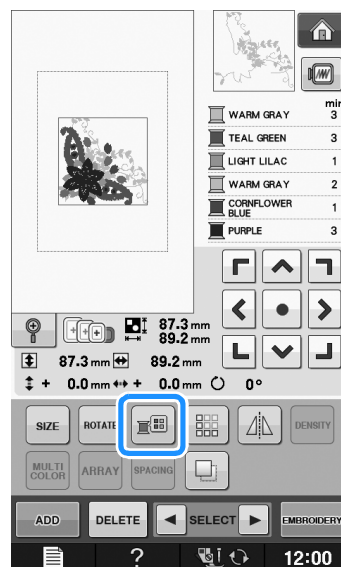 min
WARM GRAY 3
TEAL GREEN 3
LIGHT LILAC 1
WARM GRAY 2
CORNFLOWER
BLUE 1
PURPLE 3
87.3 mm
89.2 mm
87.3 mm 89.2 mm
+ 0.0 mm + 0.0 mm 0°
SIZE ROTATE DENSITY
MULTI
COLOR ARRAY SPACING
ADD DELETE SELECT EMBROIDERY
? 12:00